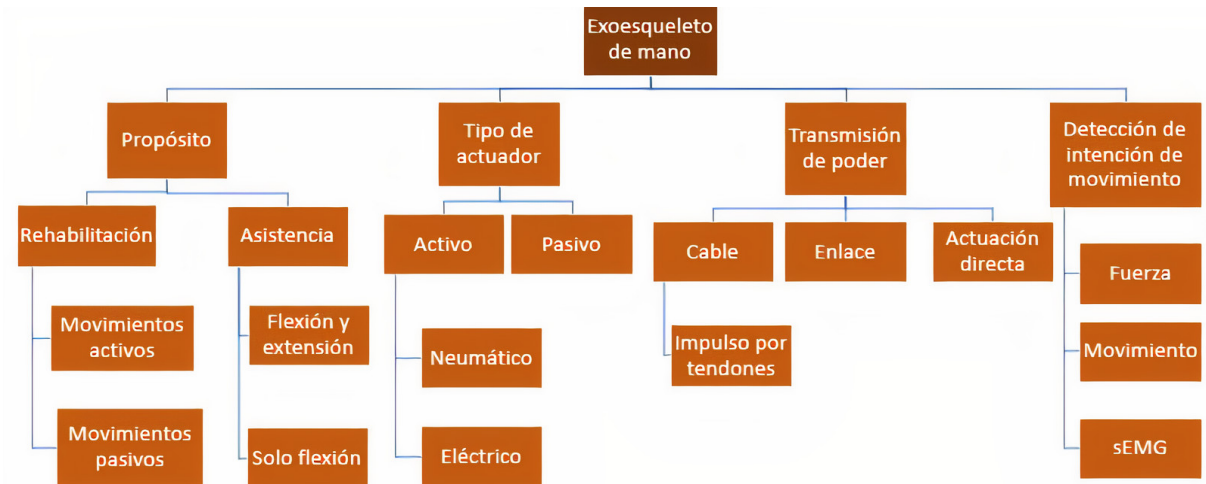 Exoesqueleto
de mano
Propósito
Tipo de
actuador
Transmisión
de poder
Detección de
intención de
movimiento
Rehabilitación
Asistencia
Activo
Pasivo
Cable
Enlace
Actuación
directa
Fuerza
Movimientos
activos
Flexión y
extensión
Neumático
Impulso por
tendones
Movimiento
Movimientos
pasivos
Solo flexión
Eléctrico
sEMG